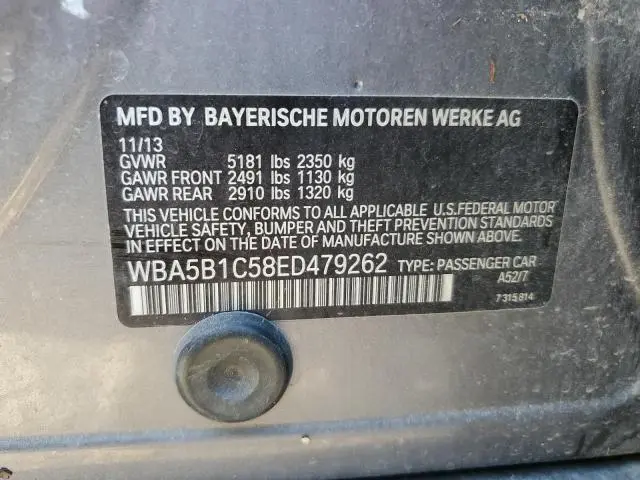 MFD BY BAYERISCHE MOTOREN WERKE AG
11/13
GVWR 5181 lbs 2350 kg
GAWR FRONT 2491 lbs 1130 kg
GAWR REAR 2910 lbs 1320 kg
THIS VEHICLE CONFORMS TO ALL APPLICABLE U.S.FEDERAL MOTOR
VEHICLE SAFETY, BUMPER AND THEFT PREVENTION STANDARDS
IN EFFECT ON THE DATE OF MANUFACTURE SHOWN ABOVE.
WBA5B1C58ED479262 TYPE: PASSENGER CAR
A52/7
7315814